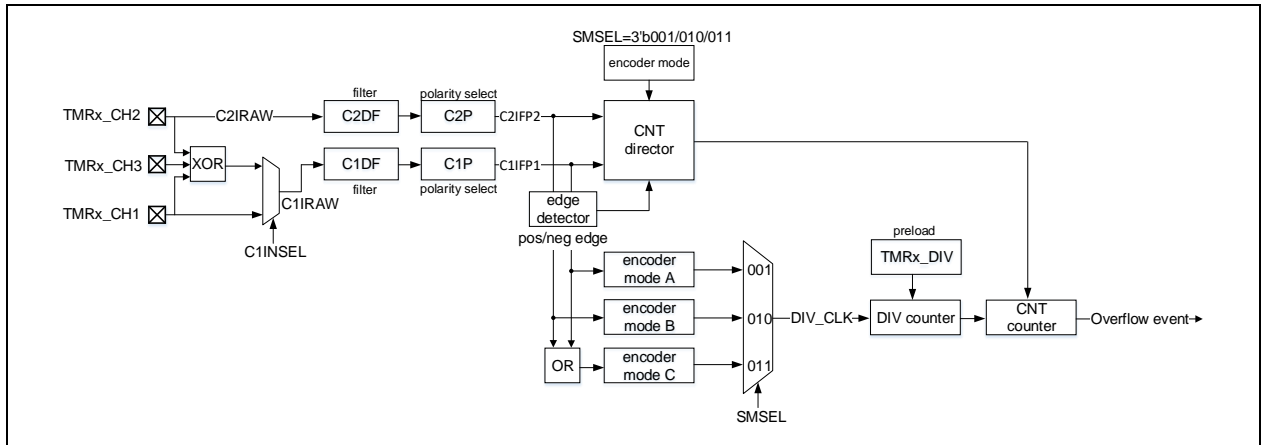 SMSEL=3'b001/010/011
encoder mode
filter
polarity select
TMRx_CH2
C2IRAW
C2DF
C2P
C2IFP2
CNT
director
TMRx_CH3
XOR
C1DF
C1P
C1IFP1
filter
polarity select
C1IRAW
TMRx_CH1
edge
detector
C1INSEL
pos/neg edge
preload
TMRx_DIV
encoder
mode A
001
encoder
mode B
010
DIV_CLK
DIV counter
CNT
counter
Overflow event
OR
encoder
mode C
011
SMSEL